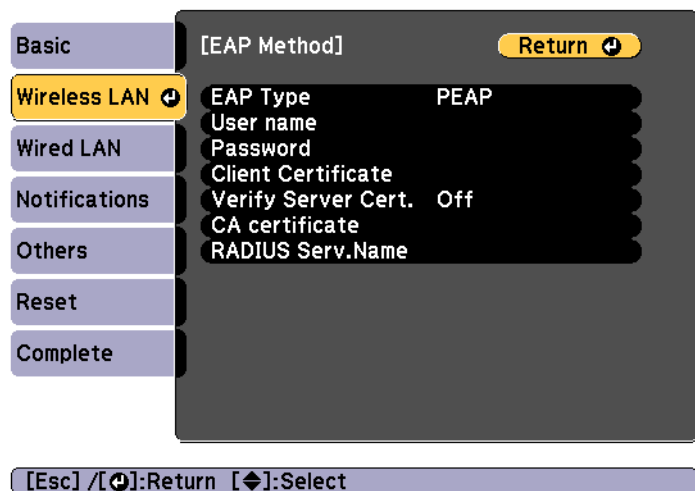 Basic
Wireless LAN
Wired LAN
Notifications
Others
Reset
Complete
[EAP Method]
Return
EAP Type PEAP
User name
Password
Client Certificate
Verify Server Cert. Off
CA certificate
RADIUS Serv.Name
[Esc] /[⏎]:Return [◆]:Select